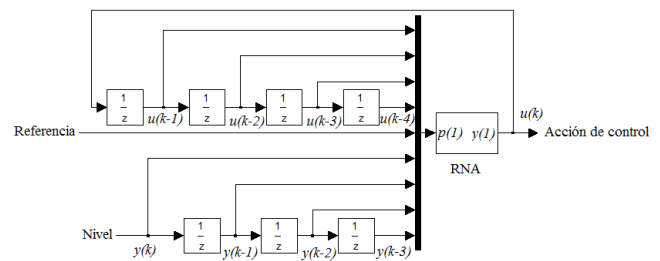 u(k)
1 1 1 1
z z z z
u(k-1) u(k-2) u(k-3) u(k-4)
Referencia
p(1) y(1)
Acción de control
RNA
Nivel
1 1 1
z z z
y(k) y(k-1) y(k-2) y(k-3)